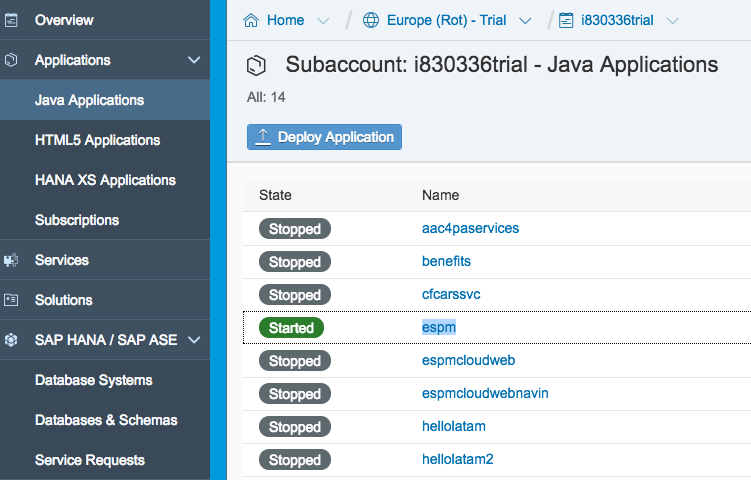 Overview
Applications
Java Applications
HTML5 Applications
HANA XS Applications
Subscriptions
Services
Solutions
SAP HANA / SAP ASE
Database Systems
Databases & Schemas
Service Requests
Home / Europe (Rot) - Trial / i830336trial
Subaccount: i830336trial - Java Applications
All: 14
Deploy Application
State Name
Stopped aac4paservices
Stopped benefits
Stopped cfcarssvc
Started espm
Stopped espmcloudweb
Stopped espmcloudwebnavin
Stopped hellolatam
Stopped hellolatam2